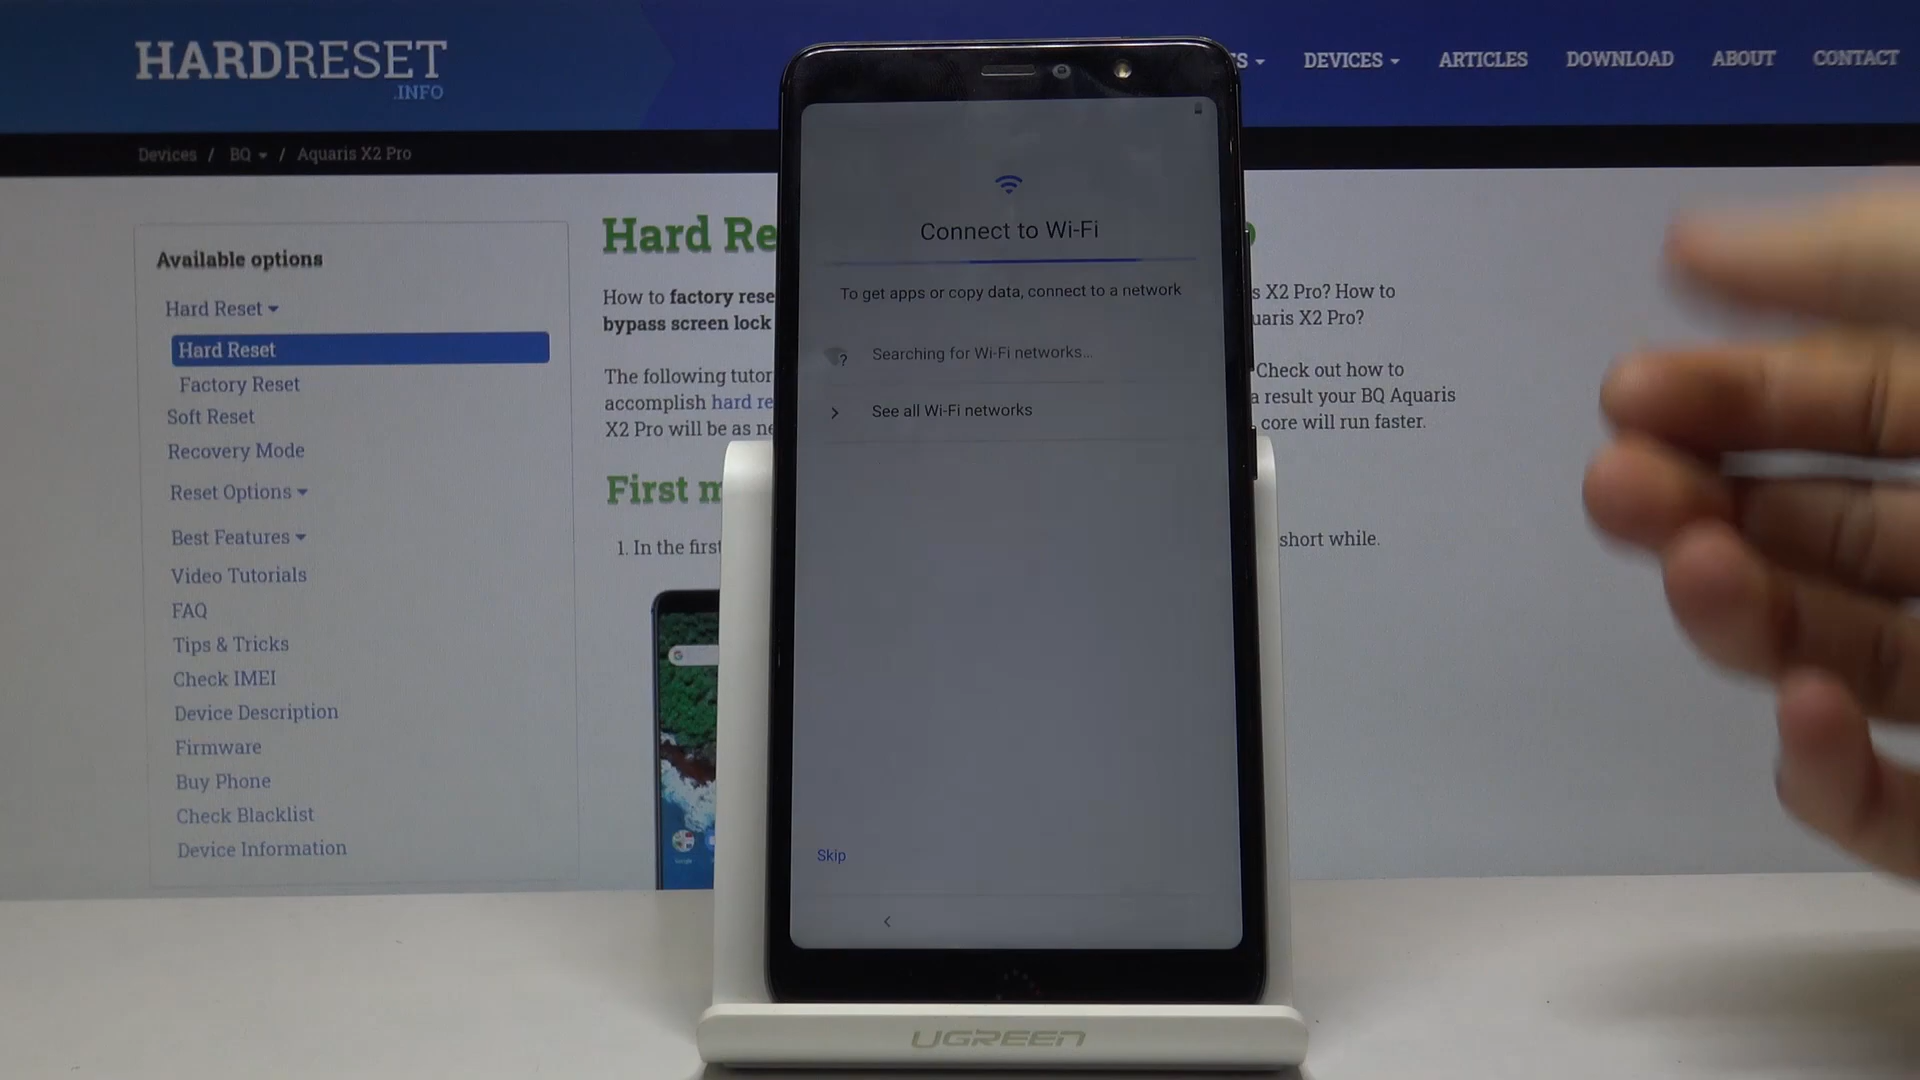 HARDRESET
.INFO
S
DEVICES
ARTICLES
DOWNLOAD
ABOUT
CONTACT
Devices / BQ / Aquaris X2 Pro
Available options
Hard Reset
Hard Reset
Factory Reset
Soft Reset
Recovery Mode
Reset Options
Best Features
Video Tutorials
FAQ
Tips & Tricks
Check IMEI
Device Description
Firmware
Buy Phone
Check Blacklist
Device Information
Hard Re
How to factory rese
bypass screen lock
The following tutor
accomplish hard re
X2 Pro will be as ne
First m
1. In the first
s X2 Pro? How to
uaris X2 Pro?
Check out how to
a result your BQ Aquaris
core will run faster.
short while.
Connect to Wi-Fi
To get apps or copy data, connect to a network
Searching for Wi-Fi networks...
See all Wi-Fi networks
Skip
UGREEN